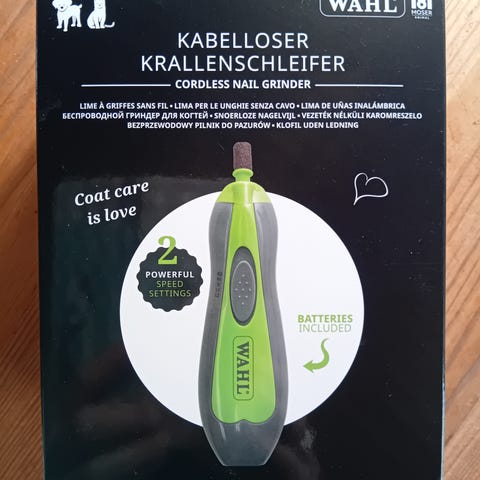 WAHL
MOSER
ANIMAL
KABELLOSER
KRALLENSCHLEIFER
CORDLESS NAIL GRINDER
LIME À GRIFFES SANS FIL • LIMA PER LE UNGHIE SENZA CAVO • LIMA DE UÑAS INALÁMBRICA
БЕСПРОВОДНОЙ ГРИНДЕР ДЛЯ КОГТЕЙ • SNOERLOZE NAGELVIJL • VEZETÉK NÉLKÜLI KAROMRESZELO
BEZPRZEWODOWY PILNIK DO PAZURÓW • KLOFIL UDEN LEDNING
Coat care
is love
2
POWERFUL
SPEED
SETTINGS
BATTERIES
INCLUDED
WAHL